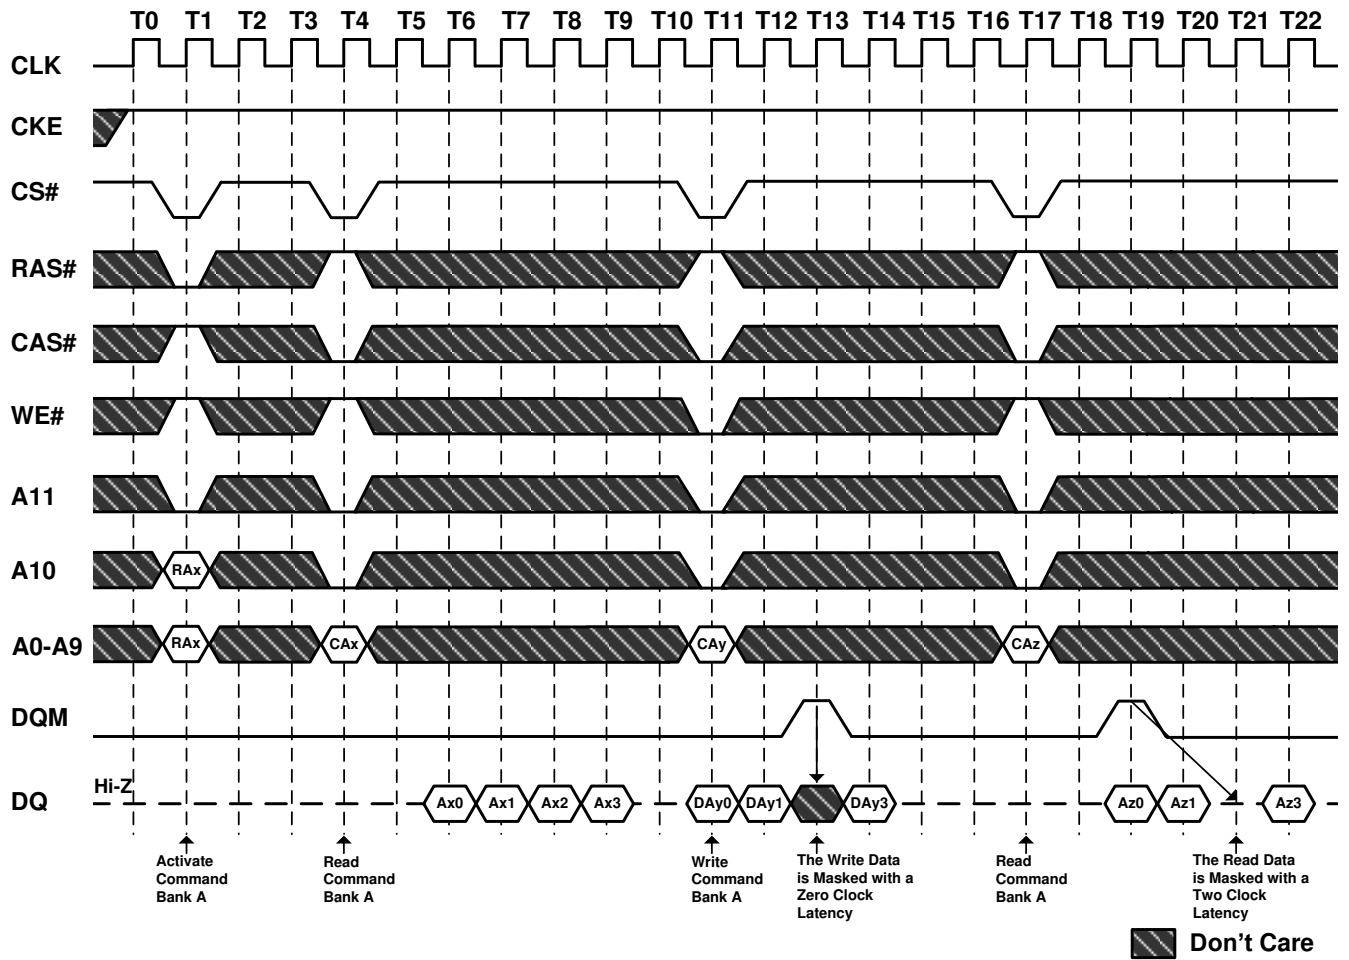 T0 T1 T2 T3 T4 T5 T6 T7 T8 T9 T10 T11 T12 T13 T14 T15 T16 T17 T18 T19 T20 T21 T22
CLK
CKE
CS#
RAS#
CAS#
WE#
A11
A10 RAx
A0-A9 RAx CAx CAy CAz
DQM
Hi-Z
DQ Ax0 Ax1 Ax2 Ax3 DAy0 DAy1 DAy3 Az0 Az1 Az3
Activate
Command
Bank A
Read
Command
Bank A
Write
Command
Bank A
The Write Data
is Masked with a
Zero Clock
Latency
Read
Command
Bank A
The Read Data
is Masked with a
Two Clock
Latency
Don't Care